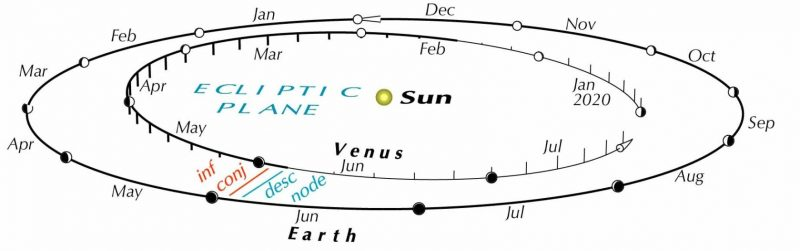 Jan
Dec
Feb
Nov
Mar
Oct
Mar
Feb
Apr
ECLIPTIC
PLANE
Sun
Jan
2020
May
Sep
Apr
Venus
Jul
inf
conj
desc
node
Jun
Aug
May
Jun
Jul
Earth